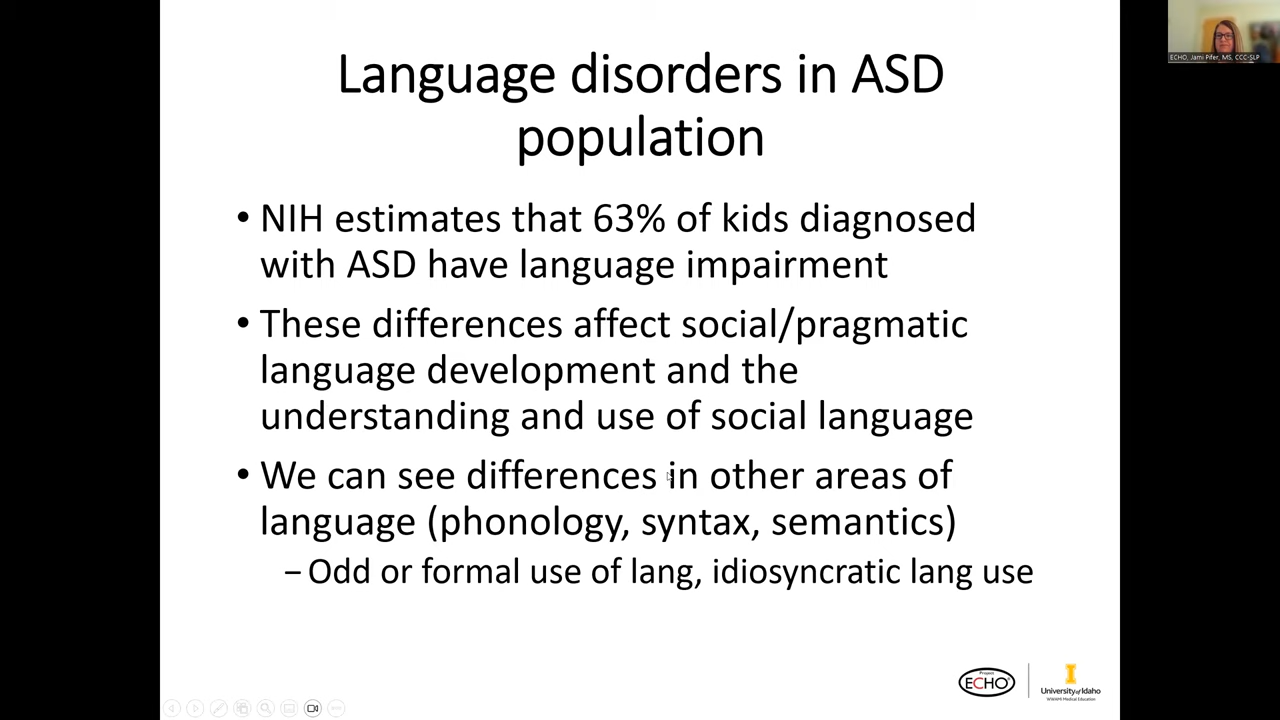 Language disorders in ASD
population
• NIH estimates that 63% of kids diagnosed
with ASD have language impairment
• These differences affect social/pragmatic
language development and the
understanding and use of social language
• We can see differences in other areas of
language (phonology, syntax, semantics)
– Odd or formal use of lang, idiosyncratic lang use
ECHO, Jami Pifer, MS, CCC-SLP
Project
ECHO
I
University of Idaho
WWAMI Medical Education